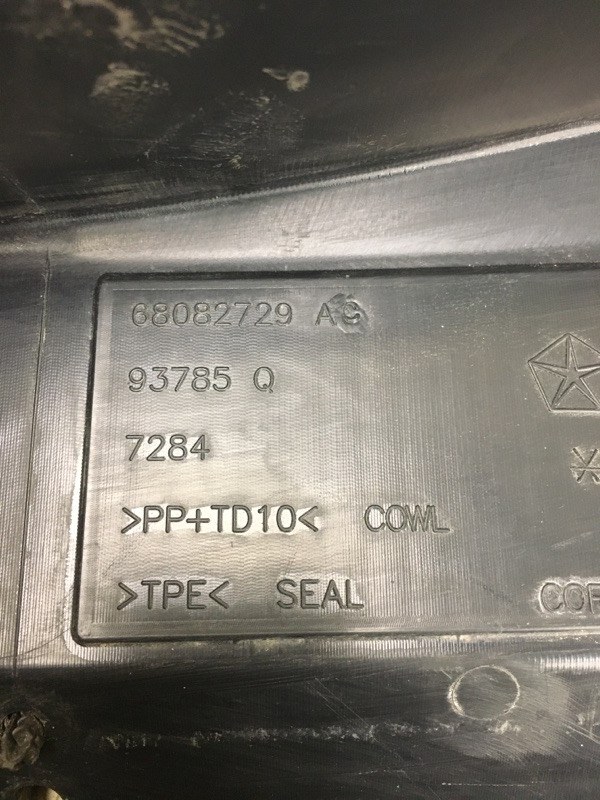 68082729 AC
93785 Q
7284
>PP+TD10< COWL
>TPE< SEAL